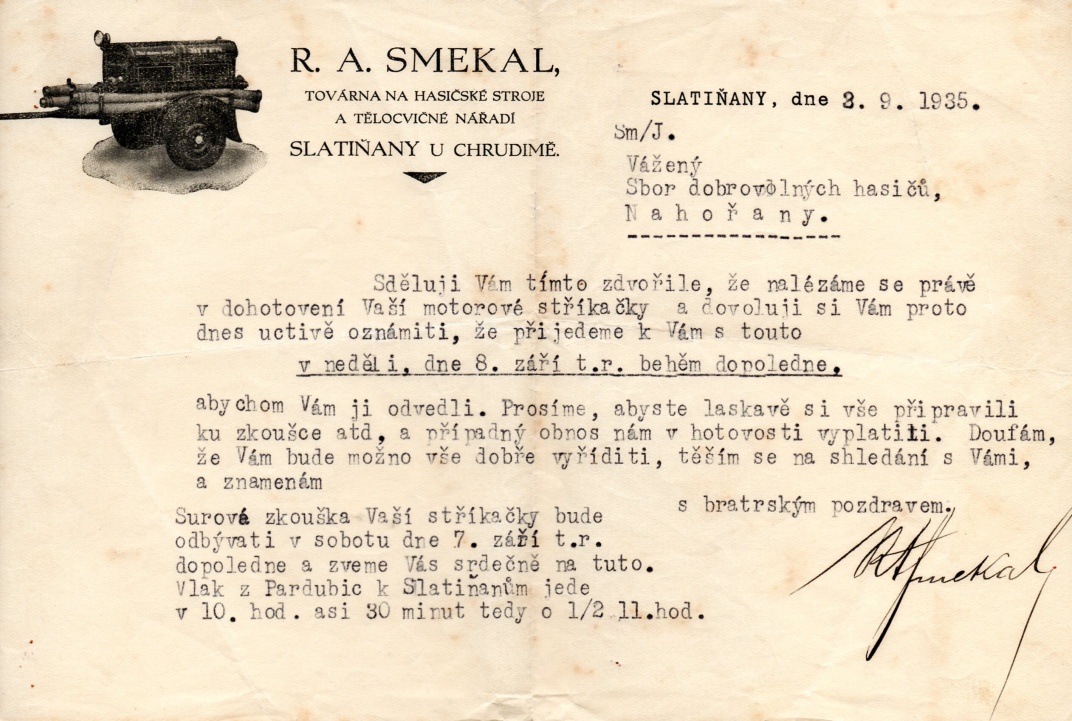 R. A. SMEKAL,
TOVÁRNA NA HASIČSKÉ STROJE
A TĚLOCVIČNÉ NÁŘADÍ
SLATIŇANY U CHRUDIMĚ.
SLATIŇANY, dne 3. 9. 1935.
Sm/J.
Vážený
Sbor dobrovolných hasičů,
N a h o ř a n y.
Sděluji Vám tímto zdvořile, že nalézáme se právě
v dohotovení Vaší motorové stříkačky a dovoluji si Vám proto
dnes uctivě oznámiti, že přijedeme k Vám s touto
v neděli, dne 8. září t.r. během dopoledne,
abychom Vám ji odvedli. Prosíme, abyste laskavě si vše připravili
ku zkoušce atd, a případný obnos nám v hotovosti vyplatili. Doufám,
že Vám bude možno vše dobře vyříditi, těším se na shledání s Vámi,
a znamenám
s bratrským pozdravem.
Surová zkouška Vaší stříkačky bude
odbývati v sobotu dne 7. září t.r.
dopoledne a zveme Vás srdečně na tuto.
Vlak z Pardubic k Slatiňanům jede
v 10. hod. asi 30 minut tedy o 1/2 11.hod.
RASmekal